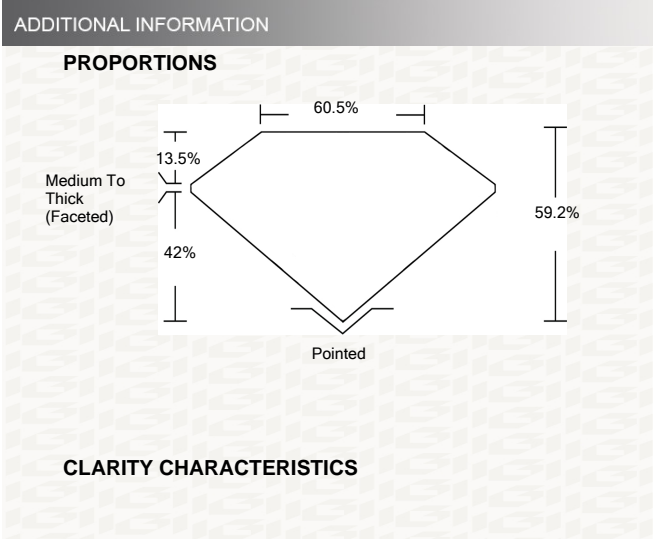 ADDITIONAL INFORMATION
PROPORTIONS
60.5%
13.5%
Medium To
Thick
(Faceted)
59.2%
42%
Pointed
CLARITY CHARACTERISTICS